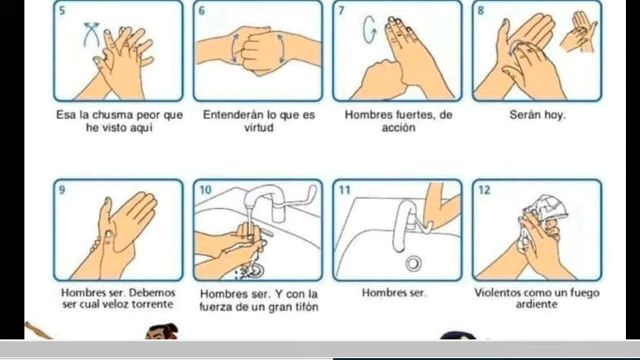 5
6
7
8
Esa la chusma peor que
he visto aquí
Entenderán lo que es
virtud
Hombres fuertes, de
acción
Serán hoy.
9
10
11
12
Hombres ser. Debemos
ser cual veloz torrente
Hombres ser. Y con la
fuerza de un gran tifón
Hombres ser.
Violentos como un fuego
ardiente